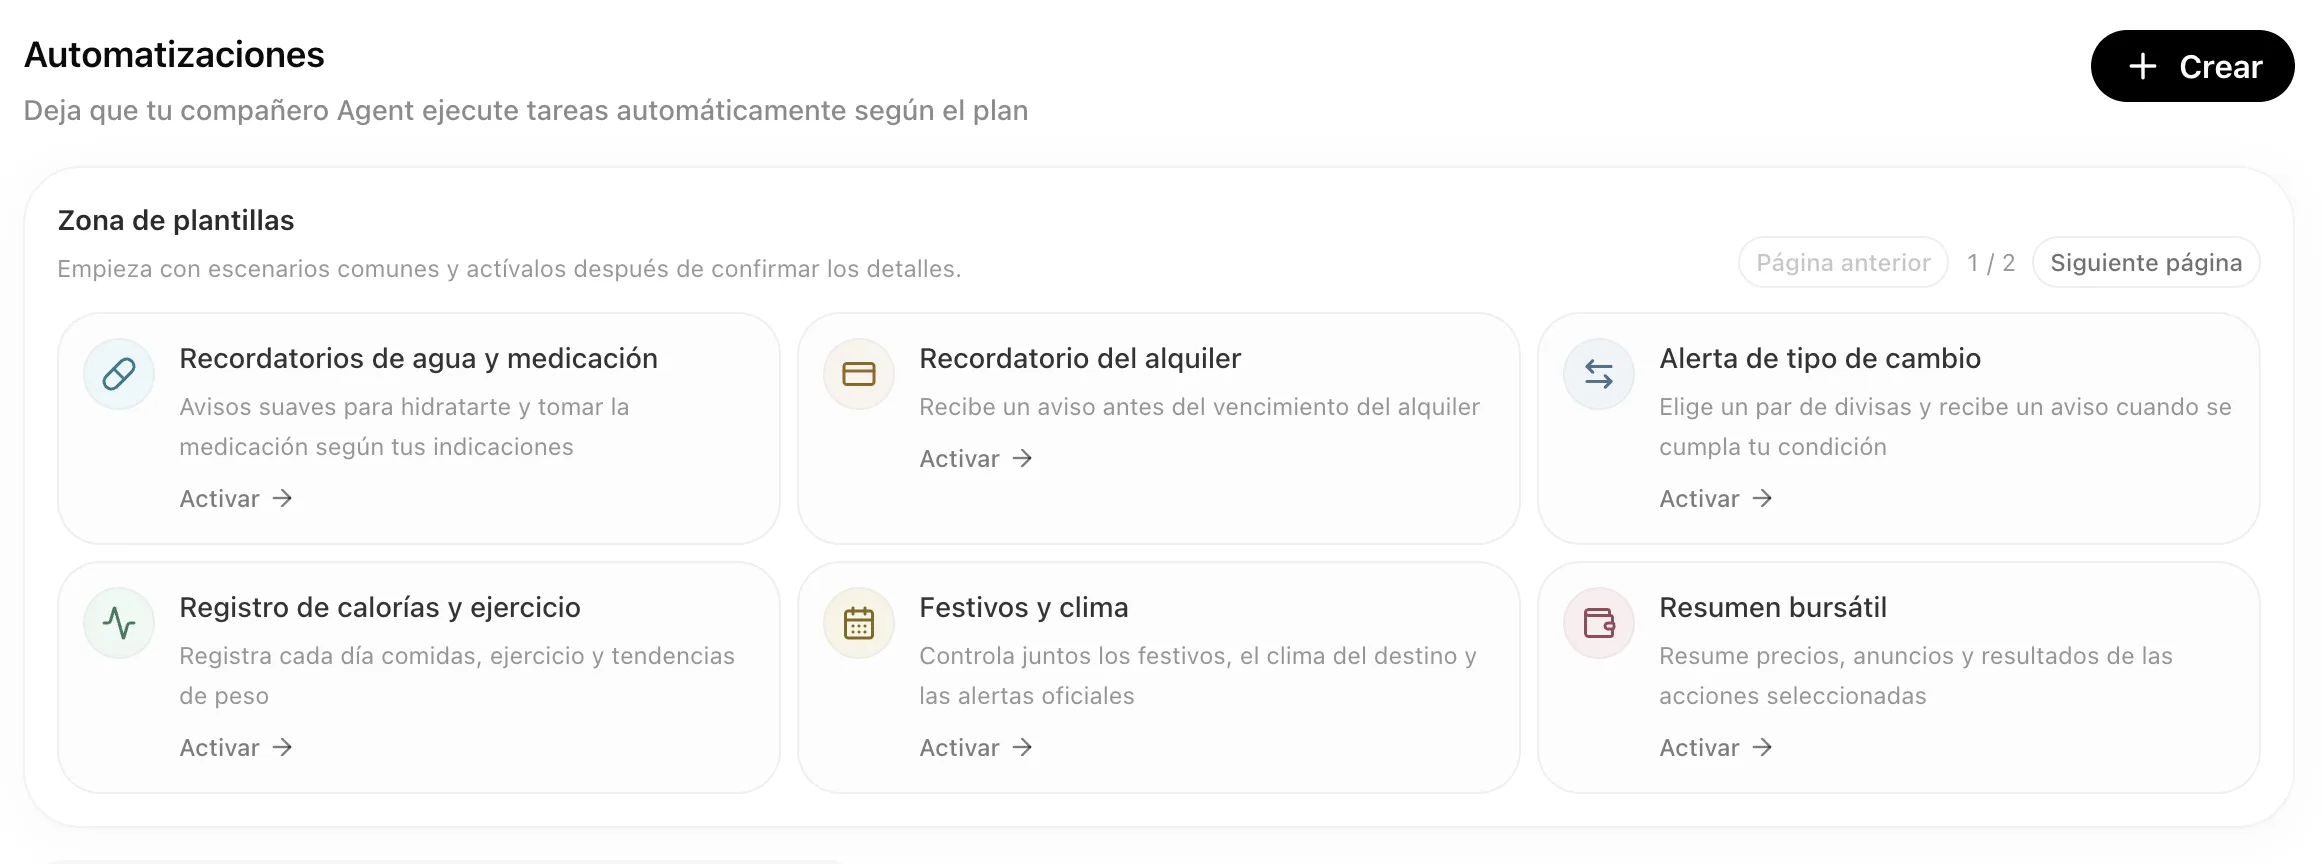 Automatizaciones
Crear
Deja que tu compañero Agent ejecute tareas automáticamente según el plan
Zona de plantillas
Empieza con escenarios comunes y actívalos después de confirmar los detalles.
Página anterior
1 / 2
Siguiente página
Recordatorios de agua y medicación
Avisos suaves para hidratarte y tomar la
medicación según tus indicaciones
Activar →
Recordatorio del alquiler
Recibe un aviso antes del vencimiento del alquiler
Activar →
Alerta de tipo de cambio
Elige un par de divisas y recibe un aviso cuando se
cumpla tu condición
Activar →
Registro de calorías y ejercicio
Registra cada día comidas, ejercicio y tendencias
de peso
Activar →
Festivos y clima
Controla juntos los festivos, el clima del destino y
las alertas oficiales
Activar →
Resumen bursátil
Resume precios, anuncios y resultados de las
acciones seleccionadas
Activar →